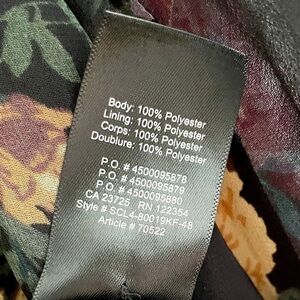 Body: 100% Polyester
Lining: 100% Polyester
Corps: 100% Polyester
Doublure: 100% Polyester
P.O. # 4500095878
P.O. # 4500095879
P.O. # 4500095880
CA 23725 RN 122354
Style # SCL4-80019KF-48
Article # 70522